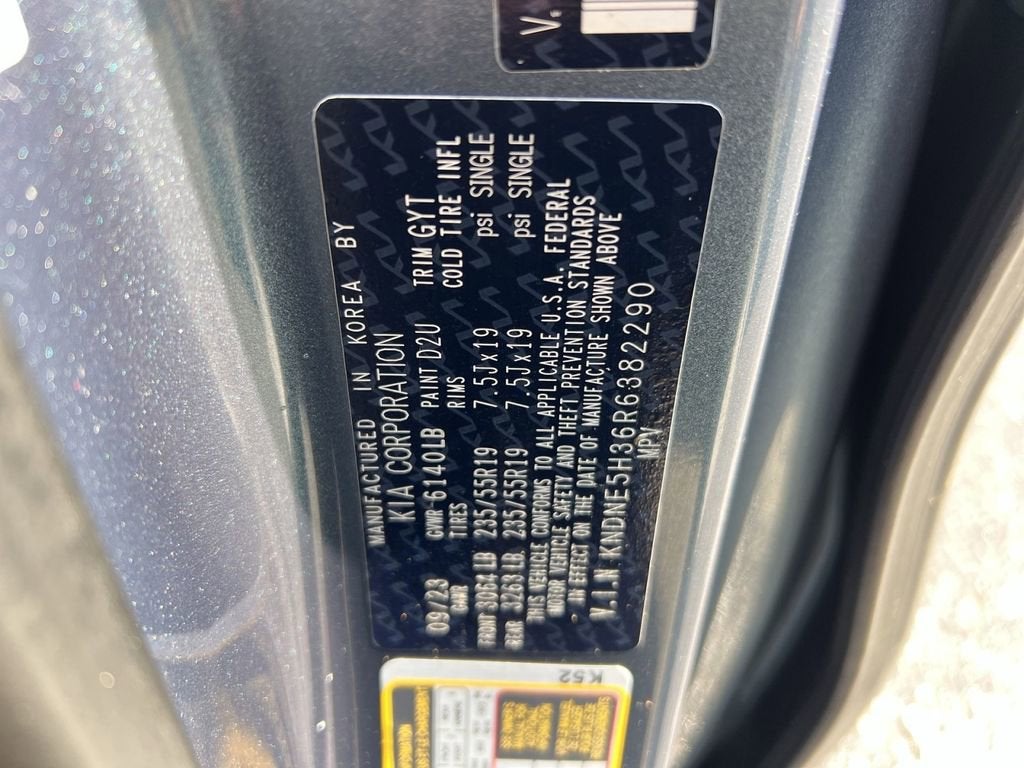 MANUFACTURED IN KOREA BY
KIA CORPORATION
09/23 GVWR 6140LB PAINT D2U TRIM GYT
GAWR TIRES RIMS COLD TIRE INFL
FRONT 3064LB 235/55R19 7.5Jx19 psi SINGLE
REAR 3263LB 235/55R19 7.5Jx19 psi SINGLE
THIS VEHICLE CONFORMS TO ALL APPLICABLE U.S.A. FEDERAL
MOTOR VEHICLE SAFETY AND THEFT PREVENTION STANDARDS
IN EFFECT ON THE DATE OF MANUFACTURE SHOWN ABOVE
V.I.N: KNDNE5H36R6382290
MPV
K52